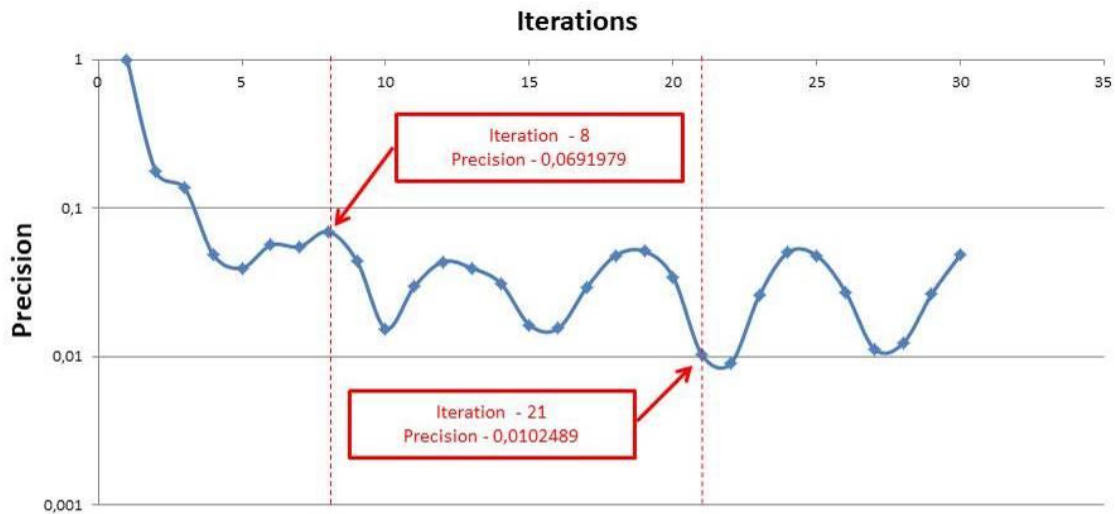 Iterations
1
0 5 10 15 20 25 30 35
Iteration - 8
Precision - 0,0691979
0,1
Precision
0,01
Iteration - 21
Precision - 0,0102489
0,001